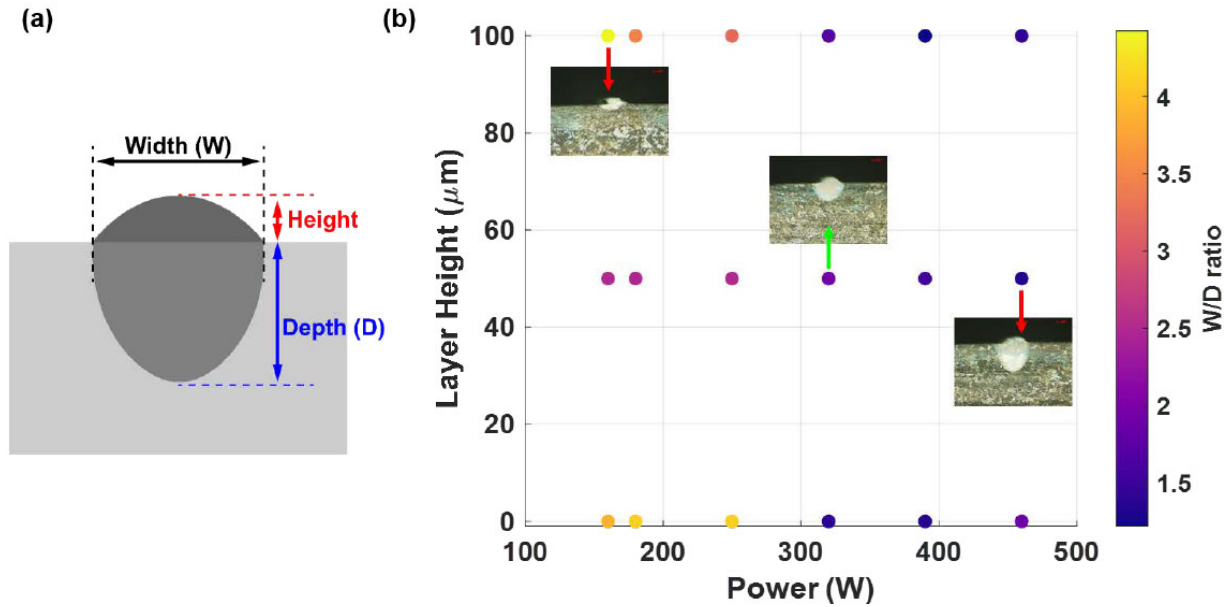 (a)
Width (W)
Height
Depth (D)
(b)
Layer Height (μm)
100
80
60
40
20
0
100
200
300
400
500
Power (W)
4
3.5
3
2.5
2
1.5
W/D ratio